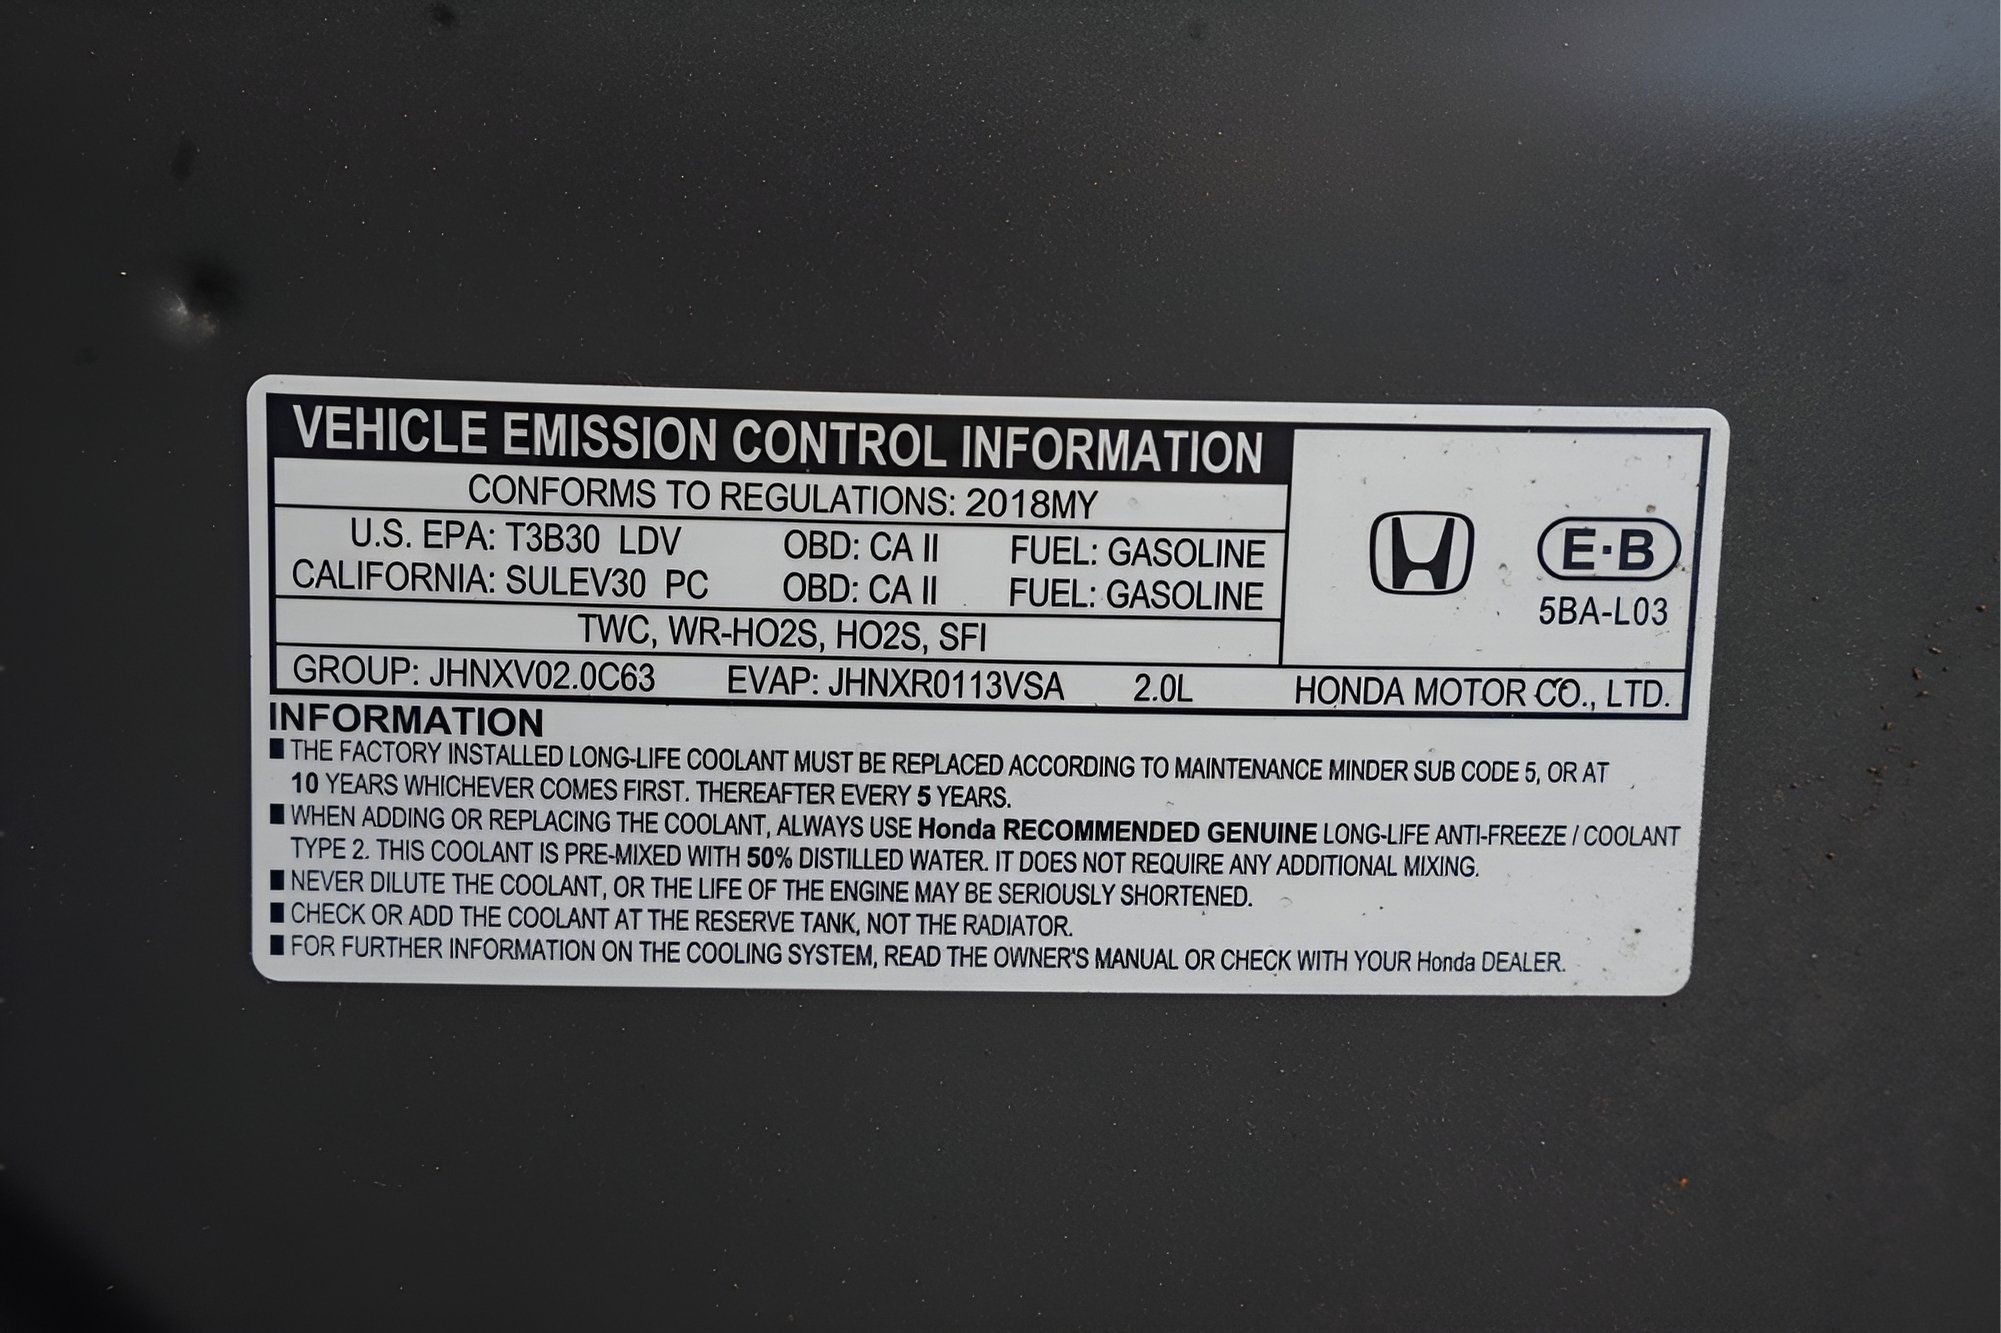 VEHICLE EMISSION CONTROL INFORMATION
CONFORMS TO REGULATIONS: 2018MY
U.S. EPA: T3B30 LDV OBD: CA II FUEL: GASOLINE
CALIFORNIA: SULEV30 PC OBD: CA II FUEL: GASOLINE
E·B
5BA-L03
TWC, WR-HO2S, HO2S, SFI
GROUP: JHNXV02.0C63 EVAP: JHNXR0113VSA 2.0L HONDA MOTOR CO., LTD.
INFORMATION
■ THE FACTORY INSTALLED LONG-LIFE COOLANT MUST BE REPLACED ACCORDING TO MAINTENANCE MINDER SUB CODE 5, OR AT
10 YEARS WHICHEVER COMES FIRST. THEREAFTER EVERY 5 YEARS.
■ WHEN ADDING OR REPLACING THE COOLANT, ALWAYS USE Honda RECOMMENDED GENUINE LONG-LIFE ANTI-FREEZE / COOLANT
TYPE 2. THIS COOLANT IS PRE-MIXED WITH 50% DISTILLED WATER. IT DOES NOT REQUIRE ANY ADDITIONAL MIXING.
■ NEVER DILUTE THE COOLANT, OR THE LIFE OF THE ENGINE MAY BE SERIOUSLY SHORTENED.
■ CHECK OR ADD THE COOLANT AT THE RESERVE TANK, NOT THE RADIATOR.
■ FOR FURTHER INFORMATION ON THE COOLING SYSTEM, READ THE OWNER'S MANUAL OR CHECK WITH YOUR Honda DEALER.